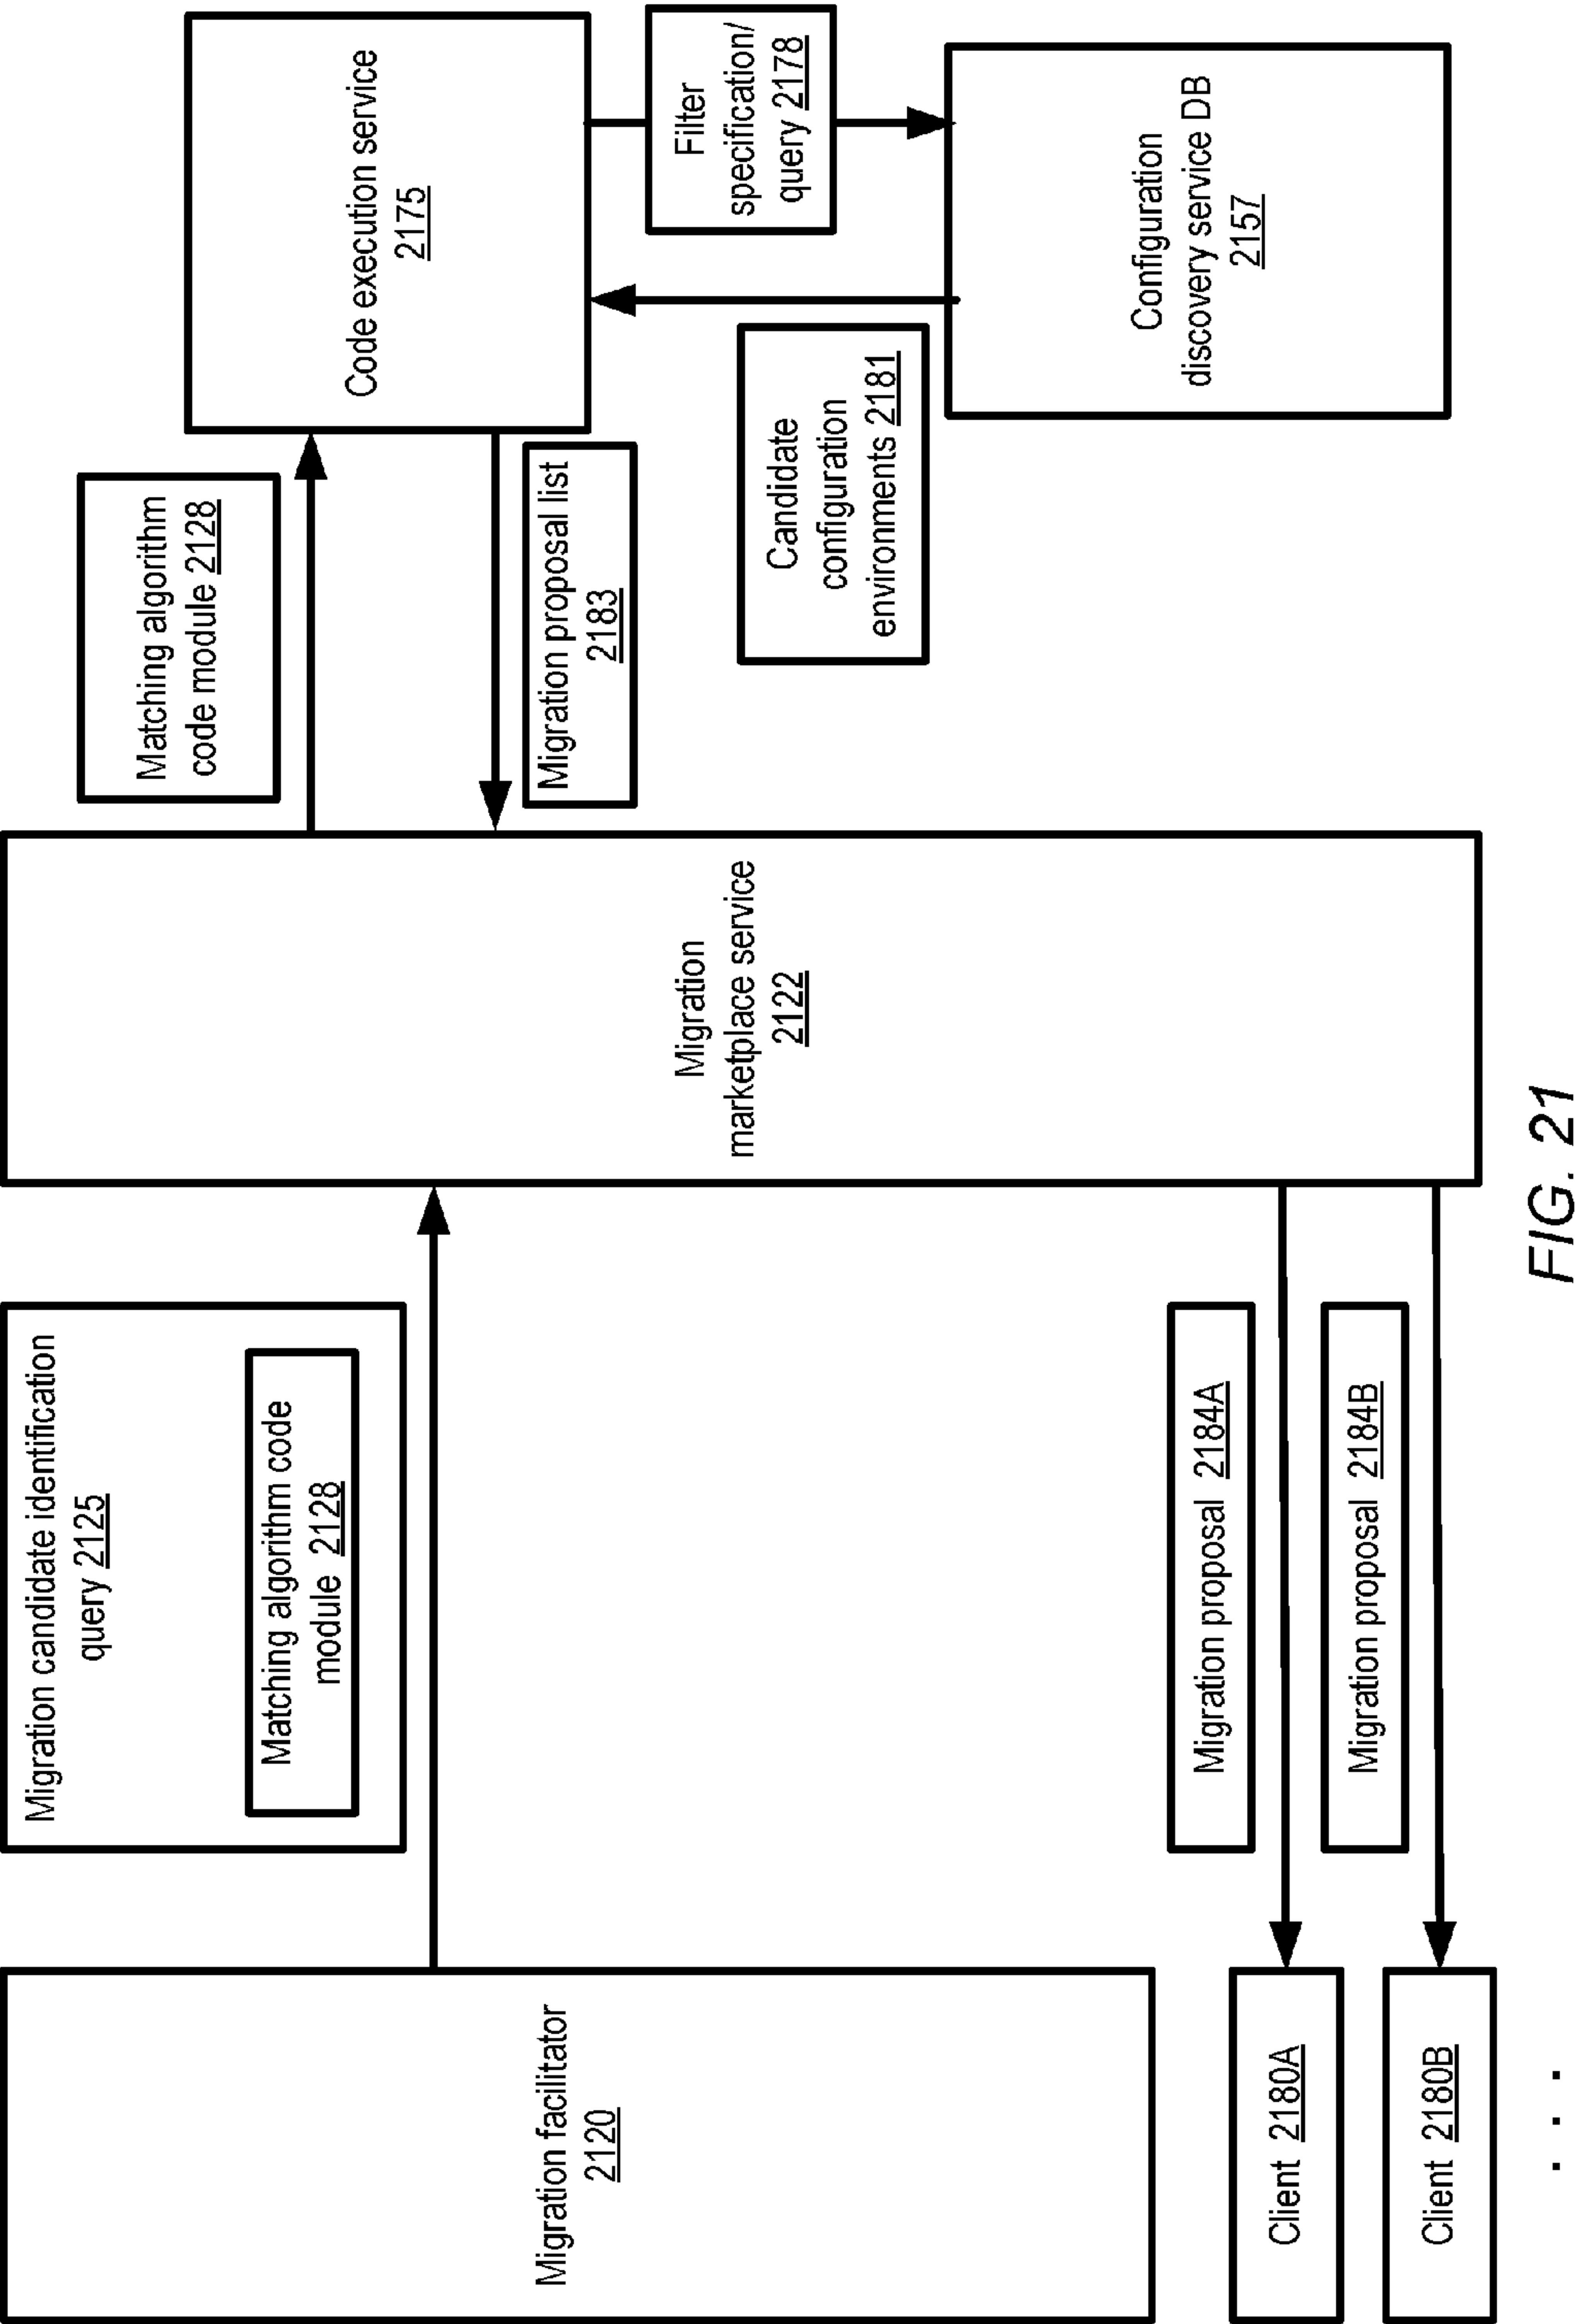 Migration facilitator
2120
Migration candidate identification
query 2125
Matching algorithm code
module 2128
Migration
marketplace service
2122
Matching algorithm
code module 2128
Migration proposal list
2183
Code execution service
2175
Filter
specification/
query 2178
Candidate
configuration
environments 2181
Configuration
discovery service DB
2157
Migration proposal 2184A
Client 2180A
Migration proposal 2184B
Client 2180B
. . .
FIG. 21